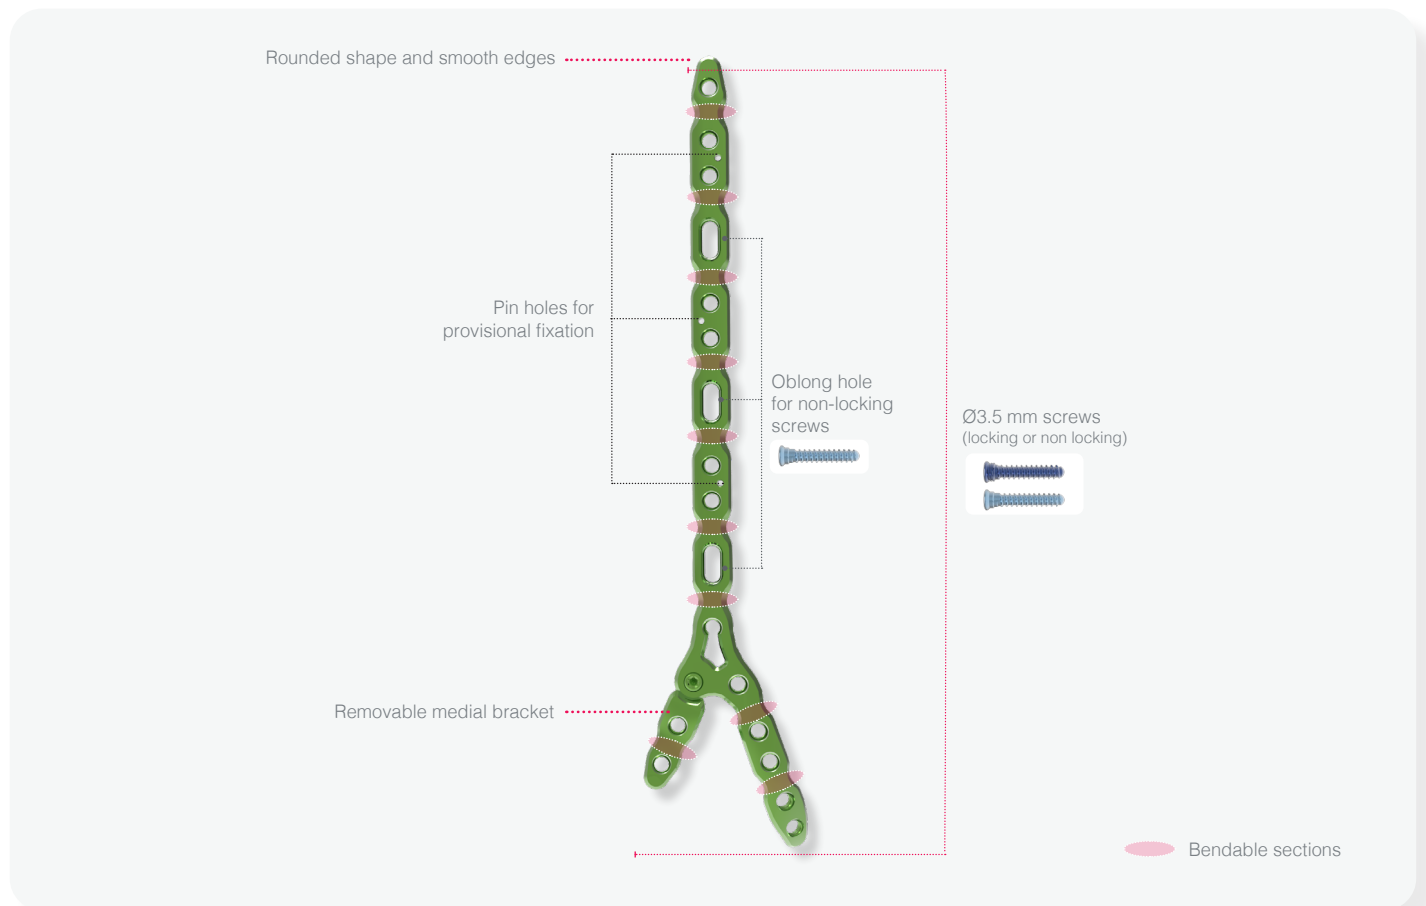 Rounded shape and smooth edges
Pin holes for
provisional fixation
Oblong hole
for non-locking
screws
Ø3.5 mm screws
(locking or non locking)
Removable medial bracket
Bendable sections